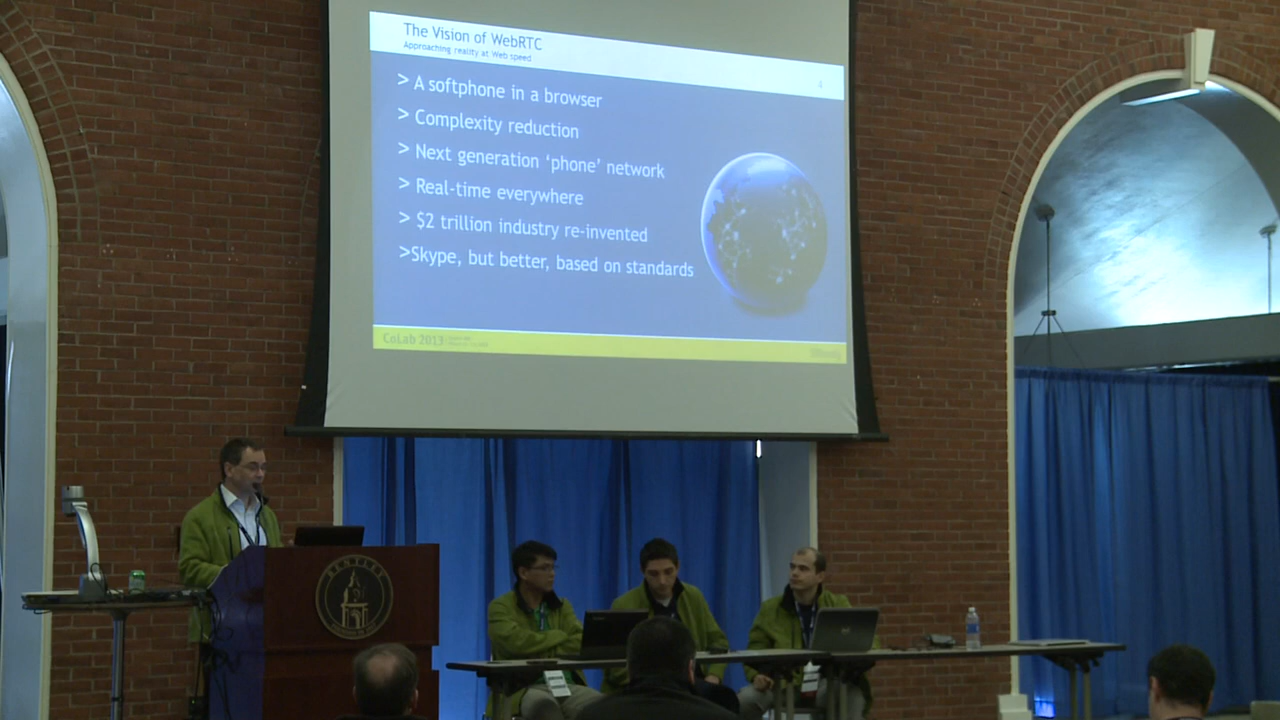 The Vision of WebRTC
Approaching reality at Web speed
> A softphone in a browser
> Complexity reduction
> Next generation ‘phone’ network
> Real-time everywhere
> $2 trillion industry re-invented
>Skype, but better, based on standards
CoLab 2013
BENTLEY